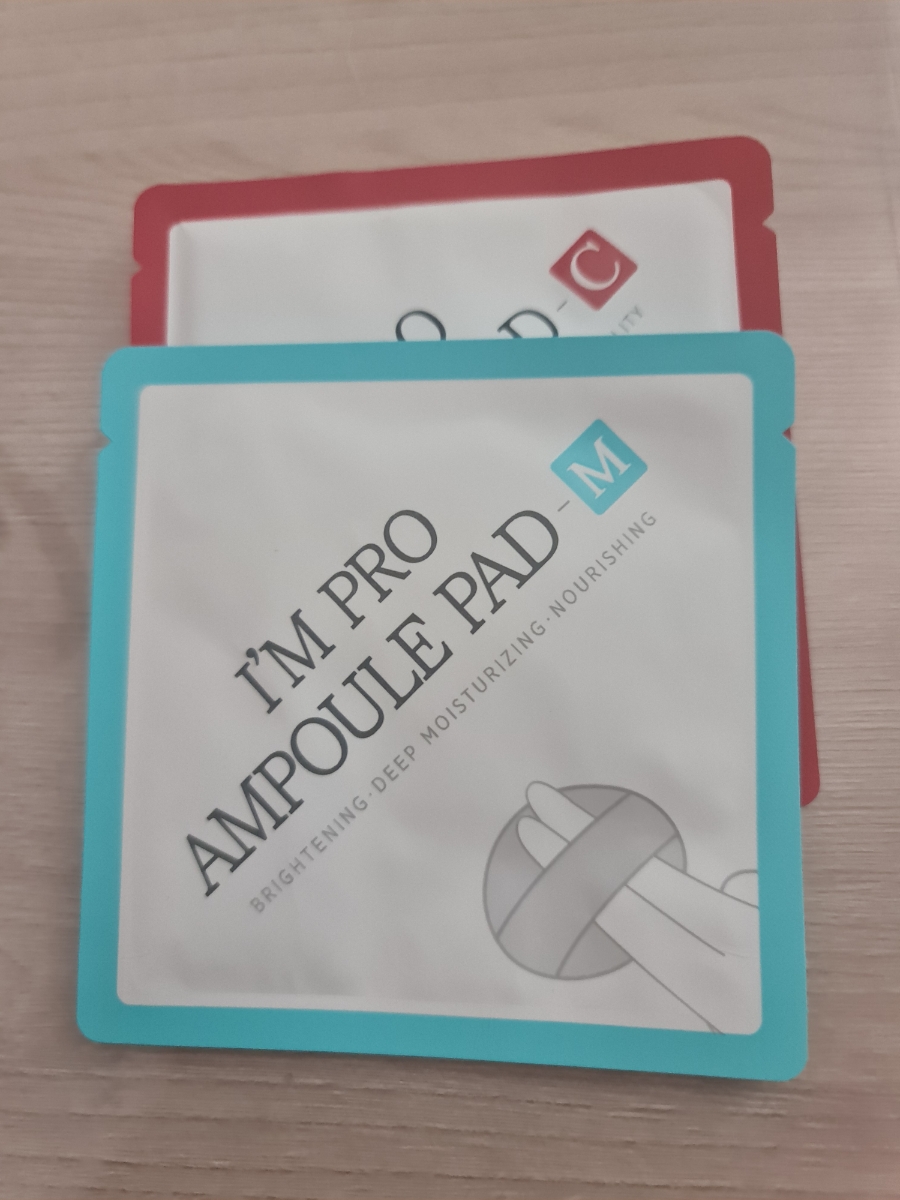 C
I'M PRO
AMPOULE PAD-M
BRIGHTENING·DEEP MOISTURIZING·NOURISHING